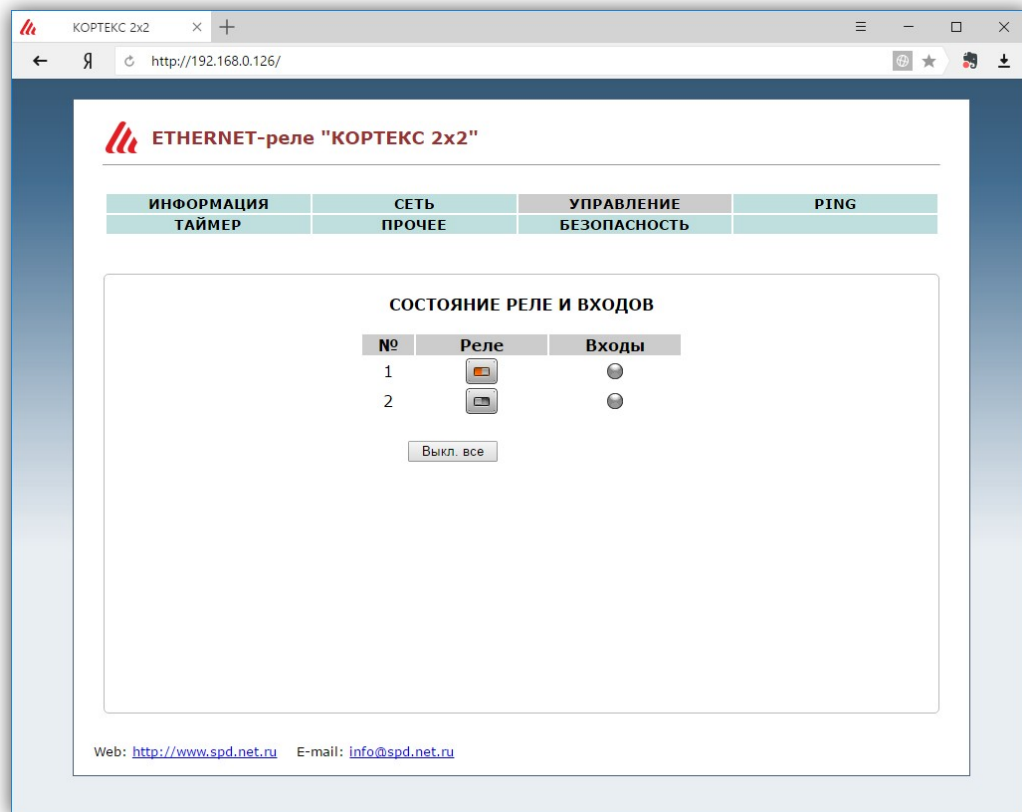 КОРТЕКС 2x2
Я http://192.168.0.126/
ETHERNET-реле "КОРТЕКС 2x2"
ИНФОРМАЦИЯ СЕТЬ УПРАВЛЕНИЕ PING
ТАЙМЕР ПРОЧЕЕ БЕЗОПАСНОСТЬ
СОСТОЯНИЕ РЕЛЕ И ВХОДОВ
№ Реле Входы
1
2
Выкл. все
Web: http://www.spd.net.ru E-mail: info@spd.net.ru